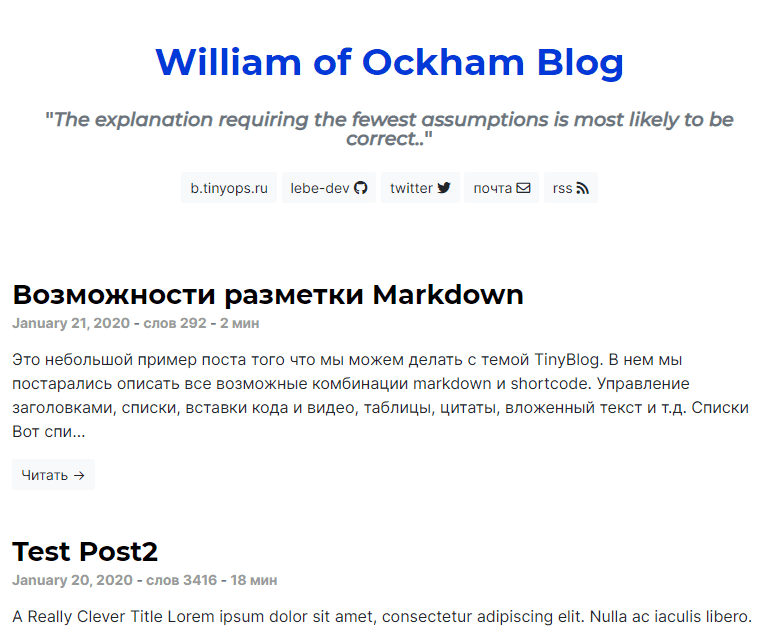 William of Ockham Blog
"The explanation requiring the fewest assumptions is most likely to be
correct.."
b.tinyops.ru lebe-dev twitter почта rss
Возможности разметки Markdown
January 21, 2020 - слов 292 - 2 мин
Это небольшой пример поста того что мы можем делать с темой TinyBlog. В нем мы
постарались описать все возможные комбинации markdown и shortcode. Управление
заголовками, списки, вставки кода и видео, таблицы, цитаты, вложенный текст и т.д. Списки
Вот спи...
Читать →
Test Post2
January 20, 2020 - слов 3416 - 18 мин
A Really Clever Title Lorem ipsum dolor sit amet, consectetur adipiscing elit. Nulla ac iaculis libero.